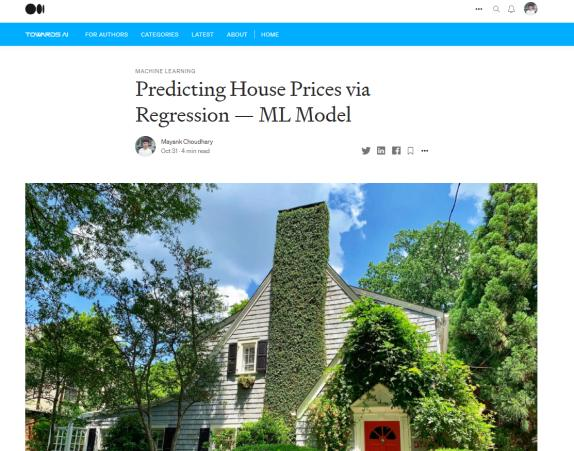 TOWARDS AI FOR AUTHORS CATEGORIES LATEST ABOUT HOME
MACHINE LEARNING
Predicting House Prices via
Regression — ML Model
Mayank Choudhary
Oct 31 · 4 min read